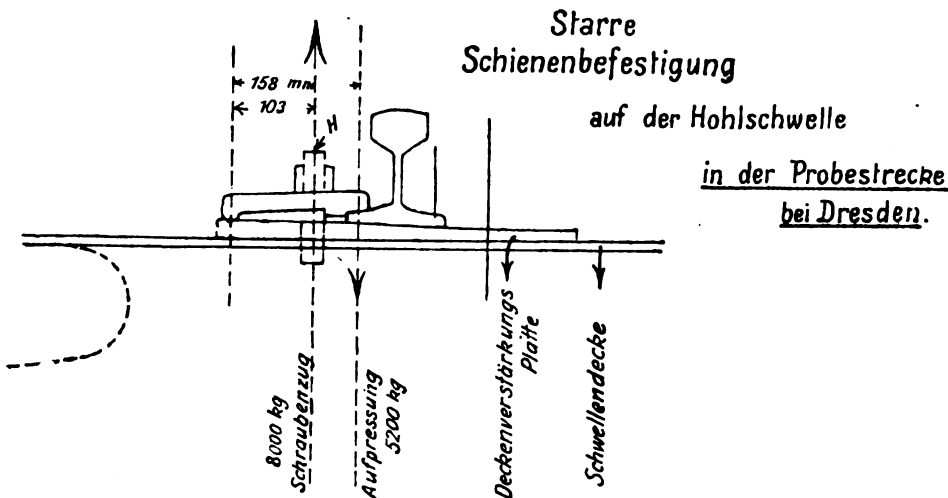 Starre
Schienenbefestigung
auf der Hohlschwelle
in der Probestrecke
bei Dresden.
158 mm
103
H
8000 kg
Schraubenzug
Aufpressung
5200 kg
Deckenverstärkungs
Platte
Schwellendecke